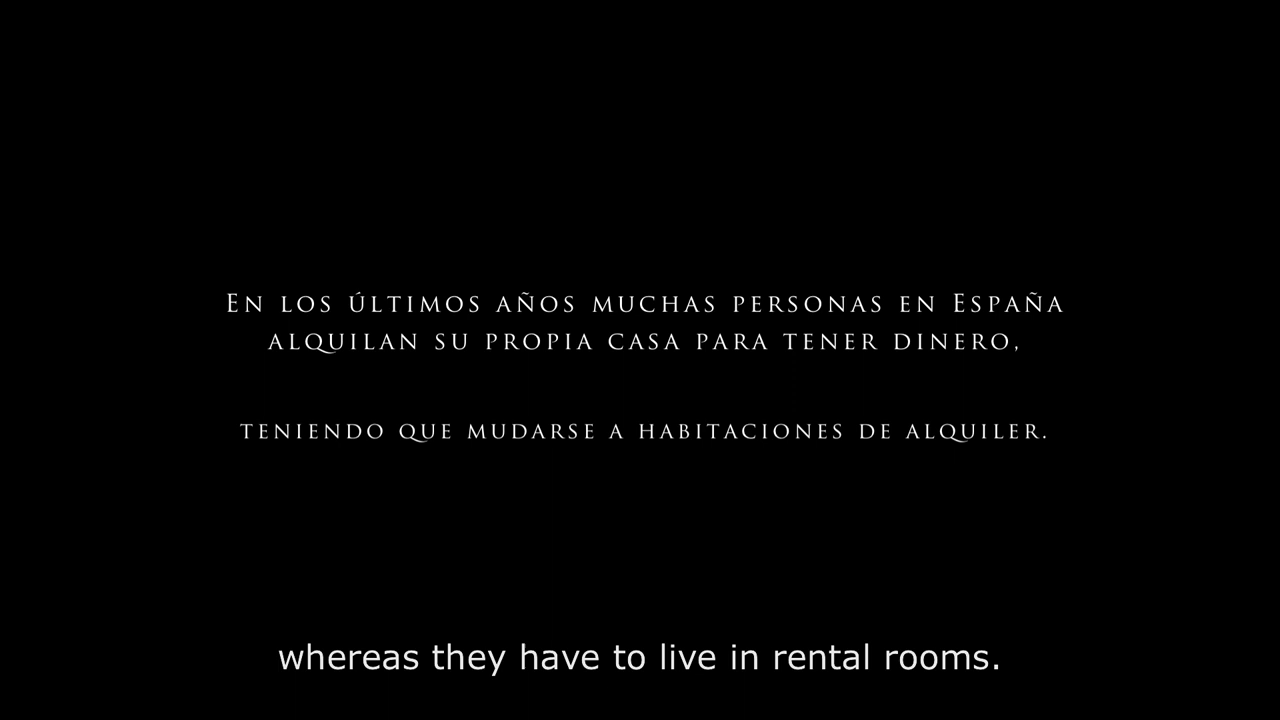 En los últimos años muchas personas en España
alquilan su propia casa para tener dinero,
teniendo que mudarse a habitaciones de alquiler.
whereas they have to live in rental rooms.